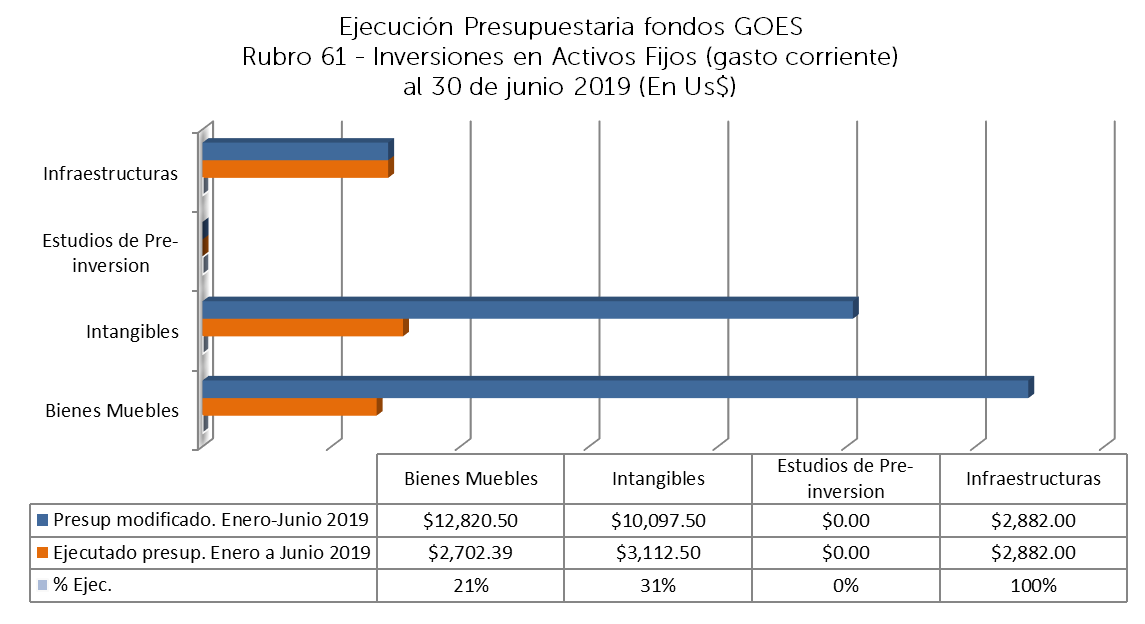 Ejecución Presupuestaria fondos GOES
Rubro 61 - Inversiones en Activos Fijos (gasto corriente)
al 30 de junio 2019 (En Us$)
Infraestructuras
Estudios de Pre-
inversion
Intangibles
Bienes Muebles
Bienes Muebles Intangibles Estudios de Pre-
inversion Infraestructuras
Presup modificado. Enero-Junio 2019 $12,820.50 $10,097.50 $0.00 $2,882.00
Ejecutado presup. Enero a Junio 2019 $2,702.39 $3,112.50 $0.00 $2,882.00
% Ejec. 21% 31% 0% 100%